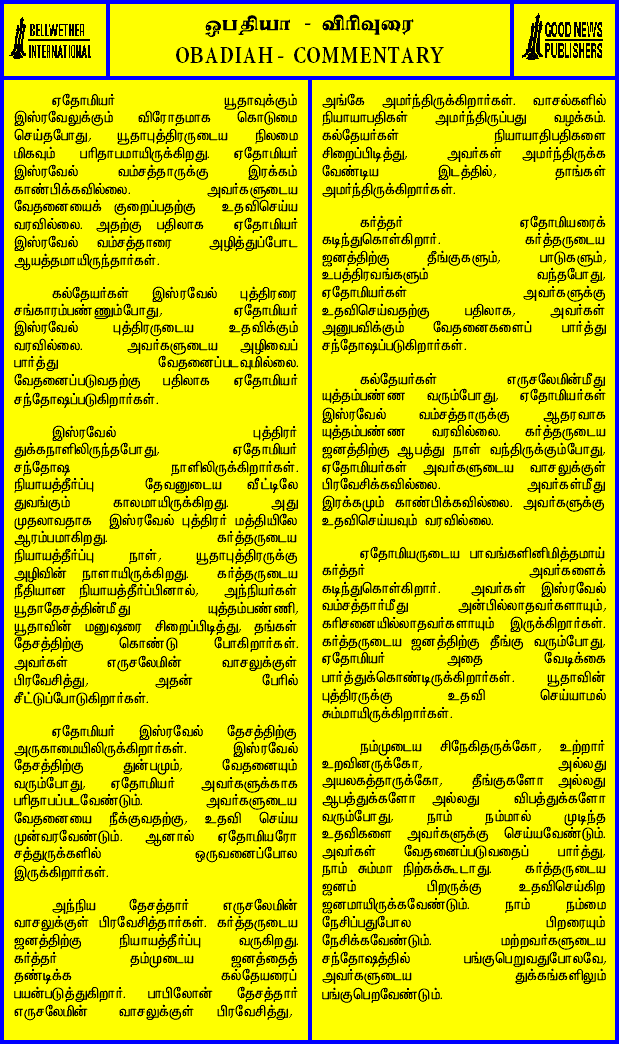 BELLWETHER
INTERNATIONAL
ஒபதியா - விரிவுரை
OBADIAH - COMMENTARY
GOOD NEWS
PUBLISHERS
ஏதோமியர் யூதாவுக்கும்
இஸ்ரவேலுக்கும் விரோதமாக கொடுமை
செய்தபோது, யூதாபுத்திரருடைய நிலமை
மிகவும் பரிதாபமாயிருக்கிறது. ஏதோமியர்
இஸ்ரவேல் வம்சத்தாருக்கு இரக்கம்
காண்பிக்கவில்லை. அவர்களுடைய
வேதனையைக் குறைப்பதற்கு உதவிசெய்ய
வரவில்லை. அதற்கு பதிலாக ஏதோமியர்
இஸ்ரவேல் வம்சத்தாரை அழித்துப்போட
ஆயத்தமாயிருந்தார்கள்.
கல்தேயர்கள் இஸ்ரவேல் புத்திரரை
சங்காரம்பண்ணும்போது, ஏதோமியர்
இஸ்ரவேல் புத்திரருடைய உதவிக்கும்
வரவில்லை. அவர்களுடைய அழிவைப்
பார்த்து வேதனைப்படவுமில்லை.
வேதனைப்படுவதற்கு பதிலாக ஏதோமியர்
சந்தோஷப்படுகிறார்கள்.
இஸ்ரவேல் புத்திரர்
துக்கநாளிலிருந்தபோது, ஏதோமியர்
சந்தோஷ நாளிலிருக்கிறார்கள்.
நியாயத்தீர்ப்பு தேவனுடைய வீட்டிலே
துவங்கும் காலமாயிருக்கிறது. அது
முதலாவதாக இஸ்ரவேல் புத்திரர் மத்தியிலே
ஆரம்பமாகிறது. கர்த்தருடைய
நியாயத்தீர்ப்பு நாள், யூதாபுத்திரருக்கு
அழிவின் நாளாயிருக்கிறது. கர்த்தருடைய
நீதியான நியாயத்தீர்ப்பினால், அந்நியர்கள்
யூதாதேசத்தின்மீது யுத்தம்பண்ணி,
யூதாவின் மனுஷரை சிறைப்பிடித்து, தங்கள்
தேசத்திற்கு கொண்டு போகிறார்கள்.
அவர்கள் எருசலேமின் வாசலுக்குள்
பிரவேசித்து, அதன் பேரில்
சீட்டுப்போடுகிறார்கள்.
ஏதோமியர் இஸ்ரவேல் தேசத்திற்கு
அருகாமையிலிருக்கிறார்கள். இஸ்ரவேல்
தேசத்திற்கு துன்பமும், வேதனையும்
வரும்போது, ஏதோமியர் அவர்களுக்காக
பரிதாபப்படவேண்டும். அவர்களுடைய
வேதனையை நீக்குவதற்கு, உதவி செய்ய
முன்வரவேண்டும். ஆனால் ஏதோமியரோ
சத்துருக்களில் ஒருவனைப்போல
இருக்கிறார்கள்.
அந்நிய தேசத்தார் எருசலேமின்
வாசலுக்குள் பிரவேசித்தார்கள். கர்த்தருடைய
ஜனத்திற்கு நியாயத்தீர்ப்பு வருகிறது.
கர்த்தர் தம்முடைய ஜனத்தைத்
தண்டிக்க கல்தேயரைப்
பயன்படுத்துகிறார். பாபிலோன் தேசத்தார்
எருசலேமின் வாசலுக்குள் பிரவேசித்து,
அங்கே அமர்ந்திருக்கிறார்கள். வாசல்களில்
நியாயாபதிகள் அமர்ந்திருப்பது வழக்கம்.
கல்தேயர்கள் நியாயாதிபதிகளை
சிறைப்பிடித்து, அவர்கள் அமர்ந்திருக்க
வேண்டிய இடத்தில், தாங்கள்
அமர்ந்திருக்கிறார்கள்.
கர்த்தர் ஏதோமியரைக்
கடிந்துகொள்கிறார். கர்த்தருடைய
ஜனத்திற்கு தீங்குகளும், பாடுகளும்,
உபத்திரவங்களும் வந்தபோது,
ஏதோமியர்கள் அவர்களுக்கு
உதவிசெய்வதற்கு பதிலாக, அவர்கள்
அனுபவிக்கும் வேதனைகளைப் பார்த்து
சந்தோஷப்படுகிறார்கள்.
கல்தேயர்கள் எருசலேமின்மீது
யுத்தம்பண்ண வரும்போது, ஏதோமியர்கள்
இஸ்ரவேல் வம்சத்தாருக்கு ஆதரவாக
யுத்தம்பண்ண வரவில்லை. கர்த்தருடைய
ஜனத்திற்கு ஆபத்து நாள் வந்திருக்கும்போது,
ஏதோமியர்கள் அவர்களுடைய வாசலுக்குள்
பிரவேசிக்கவில்லை. அவர்கள்மீது
இரக்கமும் காண்பிக்கவில்லை. அவர்களுக்கு
உதவிசெய்யவும் வரவில்லை.
ஏதோமியருடைய பாவங்களினிமித்தமாய்
கர்த்தர் அவர்களைக்
கடிந்துகொள்கிறார். அவர்கள் இஸ்ரவேல்
வம்சத்தார்மீது அன்பில்லாதவர்களாயும்,
கரிசனையில்லாதவர்களாயும் இருக்கிறார்கள்.
கர்த்தருடைய ஜனத்திற்கு தீங்கு வரும்போது,
ஏதோமியர் அதை வேடிக்கை
பார்த்துக்கொண்டிருக்கிறார்கள். யூதாவின்
புத்திரருக்கு உதவி செய்யாமல்
சும்மாயிருக்கிறார்கள்.
நம்முடைய சிநேகிதருக்கோ, உற்றார்
உறவினருக்கோ, அல்லது
அயலகத்தாருக்கோ, தீங்குகளோ அல்லது
ஆபத்துக்களோ அல்லது விபத்துக்களோ
வரும்போது, நாம் நம்மால் முடிந்த
உதவிகளை அவர்களுக்கு செய்யவேண்டும்.
அவர்கள் வேதனைப்படுவதைப் பார்த்து,
நாம் சும்மா நிற்கக்கூடாது. கர்த்தருடைய
ஜனம் பிறருக்கு உதவிசெய்கிற
ஜனமாயிருக்கவேண்டும். நாம் நம்மை
நேசிப்பதுபோல பிறரையும்
நேசிக்கவேண்டும். மற்றவர்களுடைய
சந்தோஷத்தில் பங்குபெறுவதுபோலவே,
அவர்களுடைய துக்கங்களிலும்
பங்குபெறவேண்டும்.